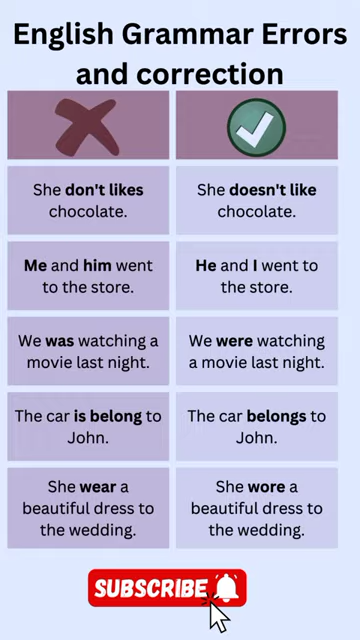 English Grammar Errors
and correction
She don't likes
chocolate.
She doesn't like
chocolate.
Me and him went
to the store.
He and I went to
the store.
We was watching a
movie last night.
We were watching
a movie last night.
The car is belong to
John.
The car belongs to
John.
She wear a
beautiful dress to
the wedding.
She wore a
beautiful dress to
the wedding.
SUBSCRIBE